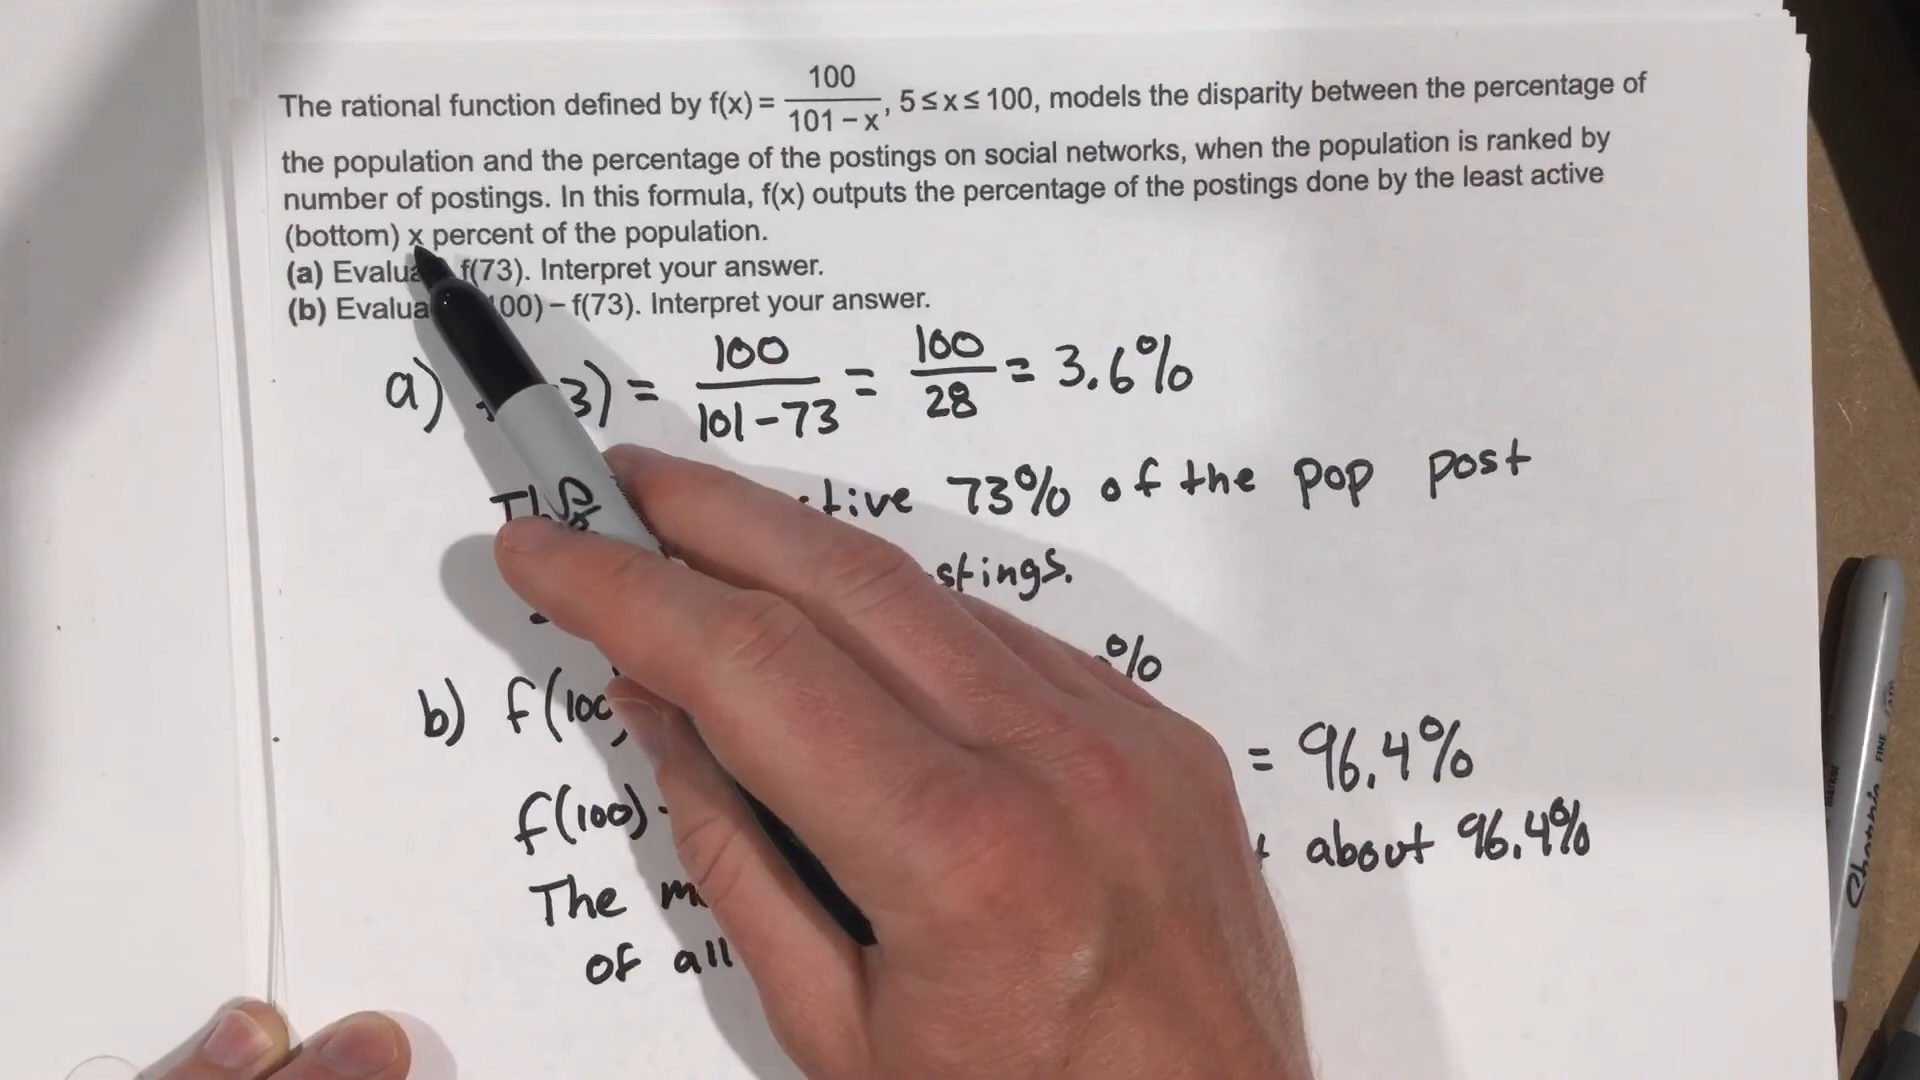 The rational function defined by f(x) = 100 / (101 − x), 5 ≤ x ≤ 100, models the disparity between the percentage of
the population and the percentage of the postings on social networks, when the population is ranked by
number of postings. In this formula, f(x) outputs the percentage of the postings done by the least active
(bottom) x percent of the population.
(a) Evalua f(73). Interpret your answer.
(b) Evalua 00) − f(73). Interpret your answer.
a) 3) = 100 / (101 − 73) = 100 / 28 = 3.6%
tive 73% of the pop post
stings.
b) f(100 %
f(100) - = 96.4%
The m about 96.4%
of all
Sharpie
FINE